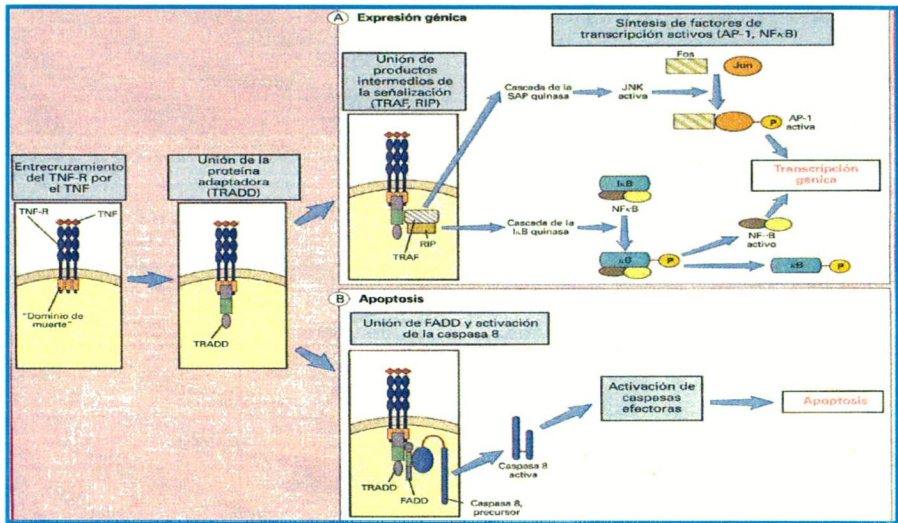 Entrecruzamiento
del TNF-R por
el TNF
TNF-R
TNF
"Dominio de
muerte"
Unión de la
proteína
adaptadora
(TRADD)
TRADD
A Expresión génica
Unión de
productos
intermedios de
la señalización
(TRAF, RIP)
Síntesis de factores de
transcripción activos (AP-1, NFκB)
Fos
Jun
Cascada de la
SAP quinasa
JNK
activa
P
AP-1
activa
Transcripción
génica
RIP
TRAF
Cascada de la
IκB quinasa
IκB
NFκB
κB
P
NF-κB
activo
κB
P
B Apoptosis
Unión de FADD y activación
de la caspasa 8
TRADD
FADD
Caspasa 8,
precursor
Caspasa 8
activa
Activación de
caspasas
efectoras
Apoptosis